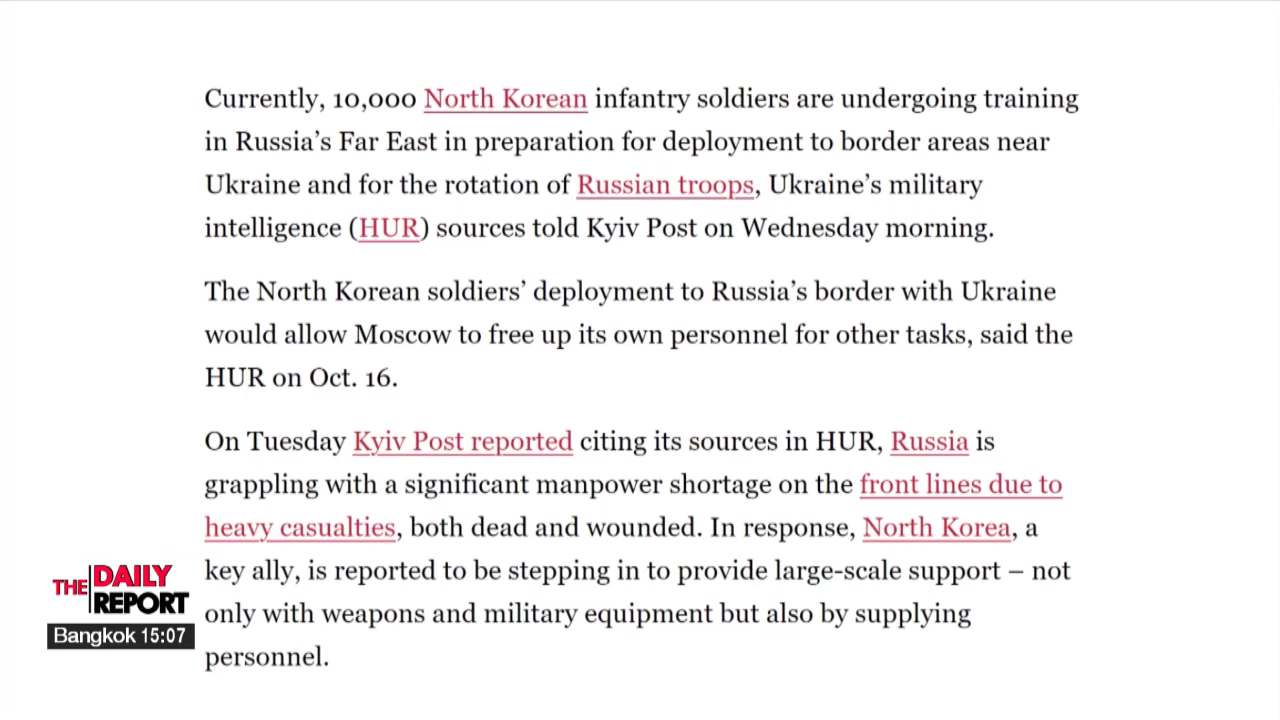 Currently, 10,000 North Korean infantry soldiers are undergoing training
in Russia’s Far East in preparation for deployment to border areas near
Ukraine and for the rotation of Russian troops, Ukraine’s military
intelligence (HUR) sources told Kyiv Post on Wednesday morning.
The North Korean soldiers’ deployment to Russia’s border with Ukraine
would allow Moscow to free up its own personnel for other tasks, said the
HUR on Oct. 16.
On Tuesday Kyiv Post reported citing its sources in HUR, Russia is
grappling with a significant manpower shortage on the front lines due to
heavy casualties, both dead and wounded. In response, North Korea, a
key ally, is reported to be stepping in to provide large-scale support – not
only with weapons and military equipment but also by supplying
personnel.
THE DAILY
REPORT
Bangkok 15:07